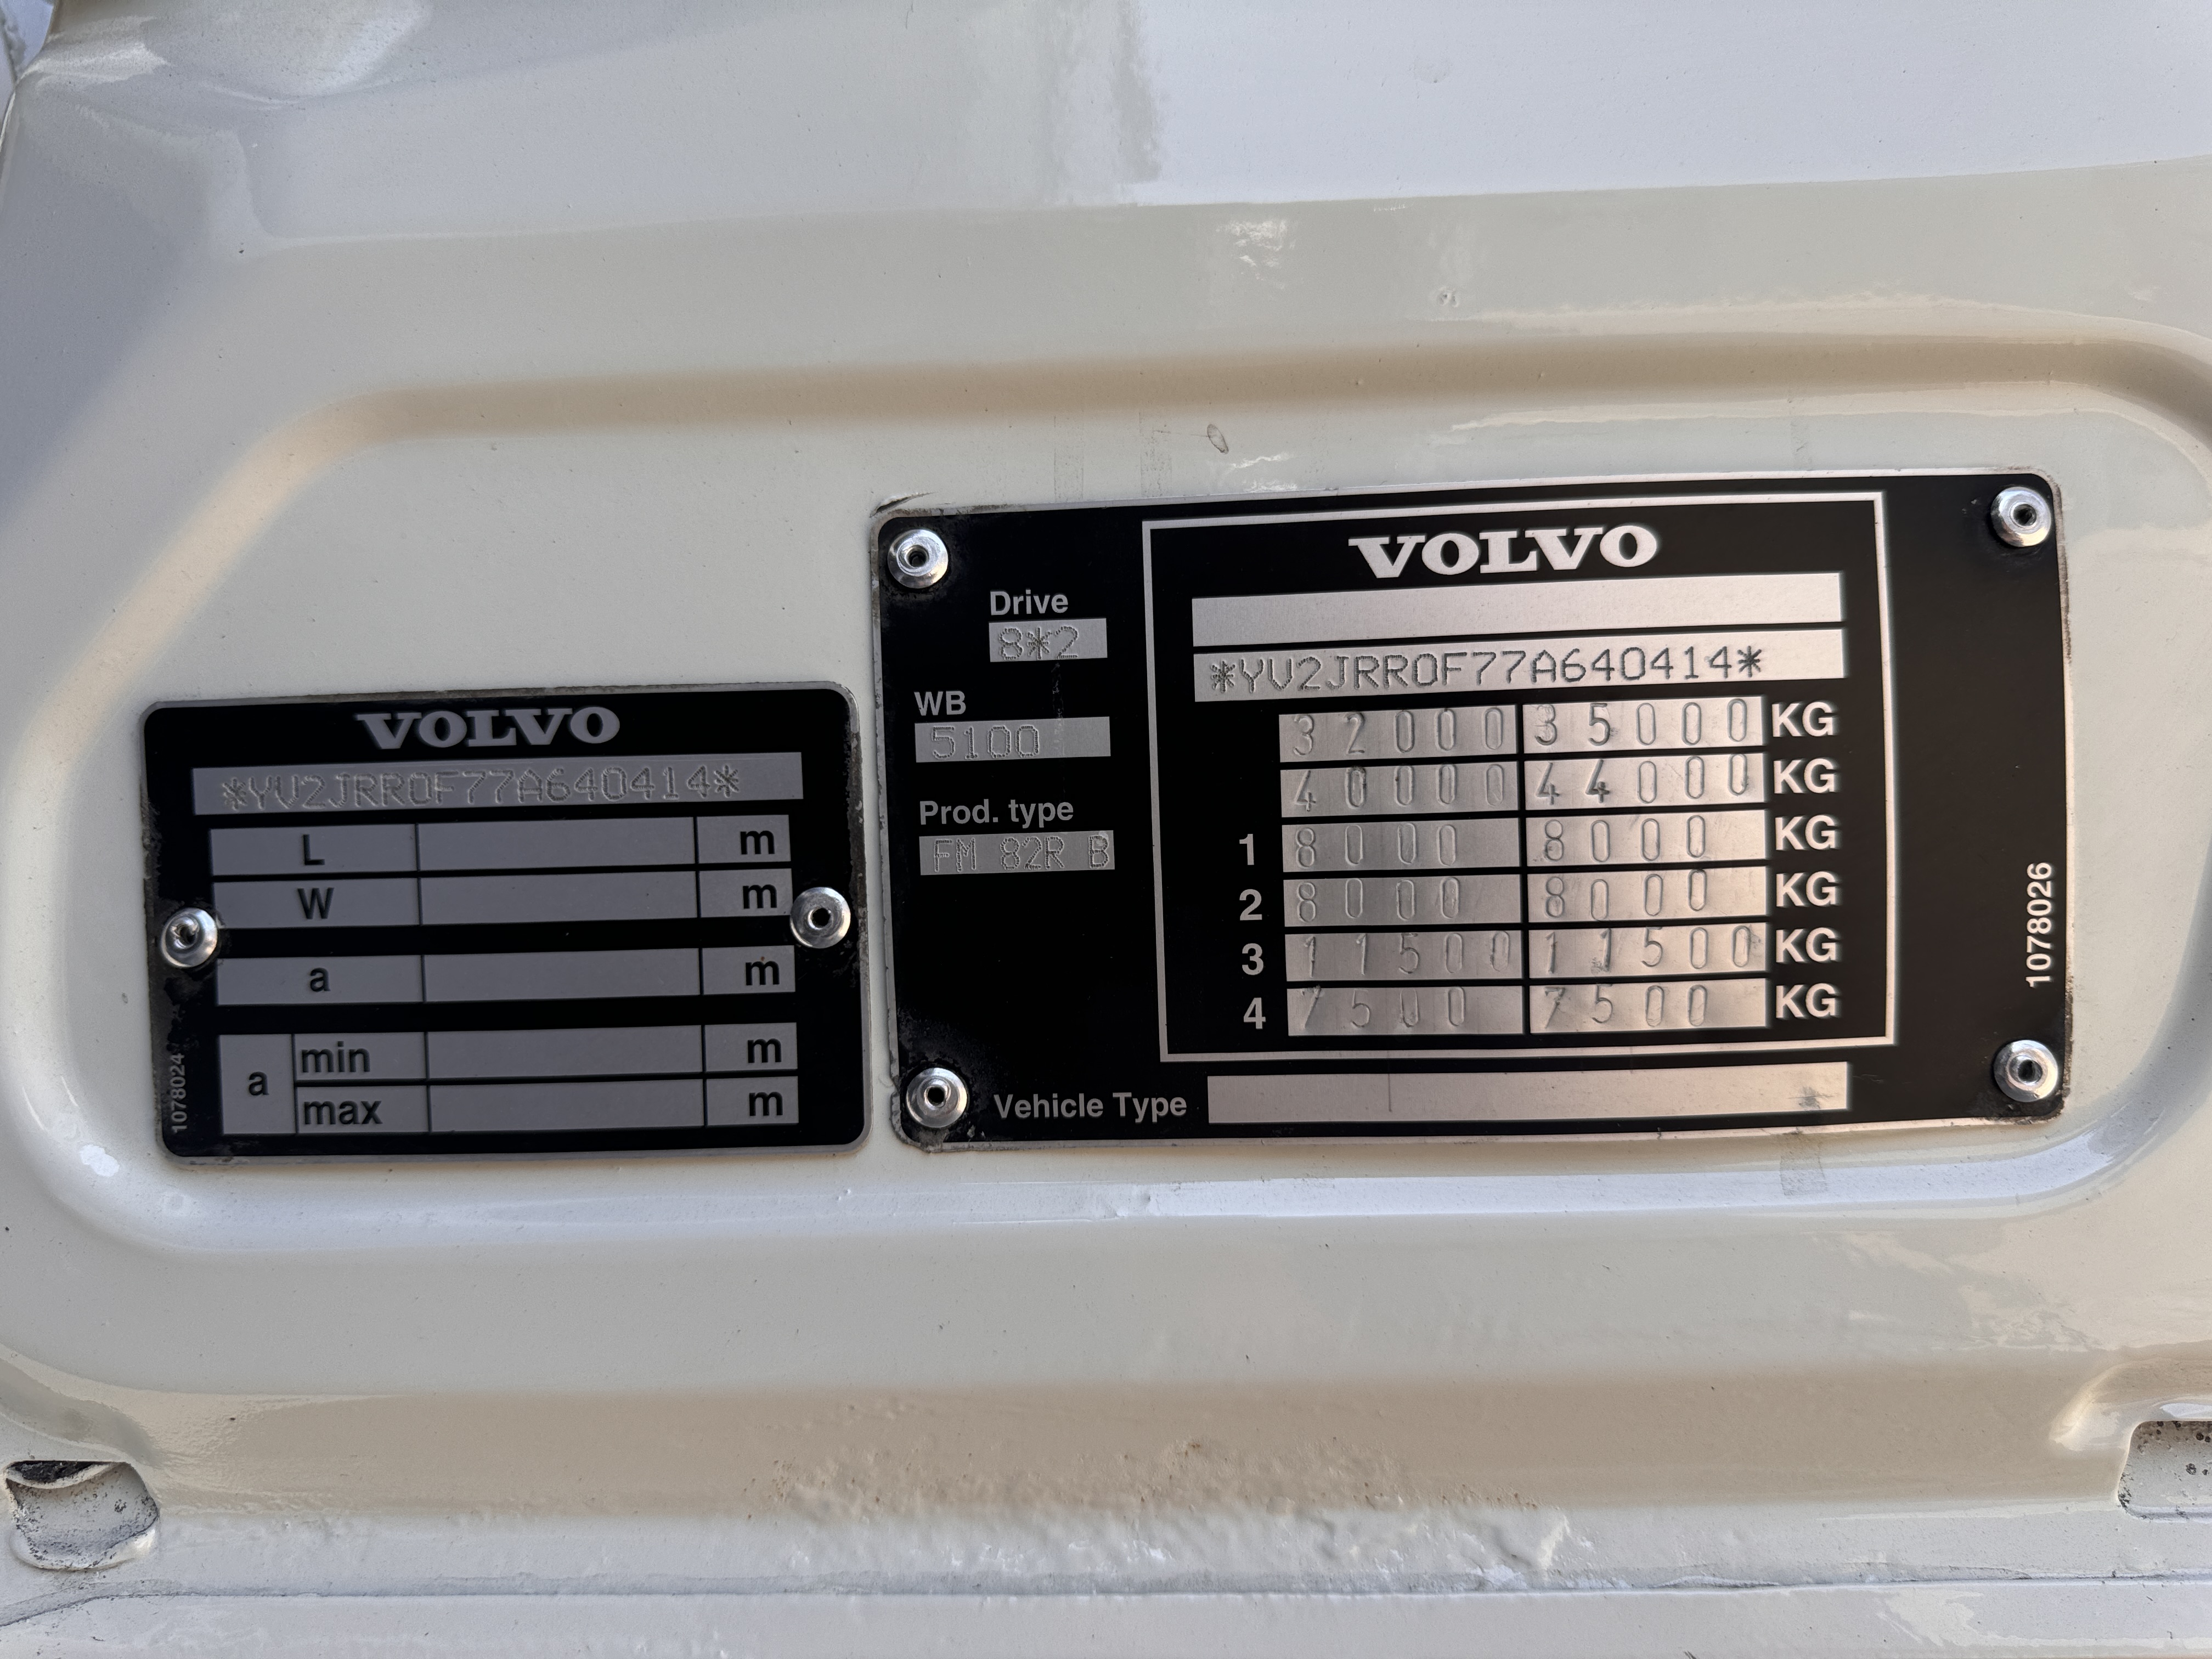 VOLVO
*YV2JRR0F77A640414*
L m
W m
a m
a min m
max m
1078024
Drive
8*2
WB
5100
Prod. type
FM 82R B
VOLVO
*YV2JRR0F77A640414*
32000 35000 KG
40000 44000 KG
1 8000 8000 KG
2 8000 8000 KG
3 11500 11500 KG
4 7500 7500 KG
Vehicle Type
1078026